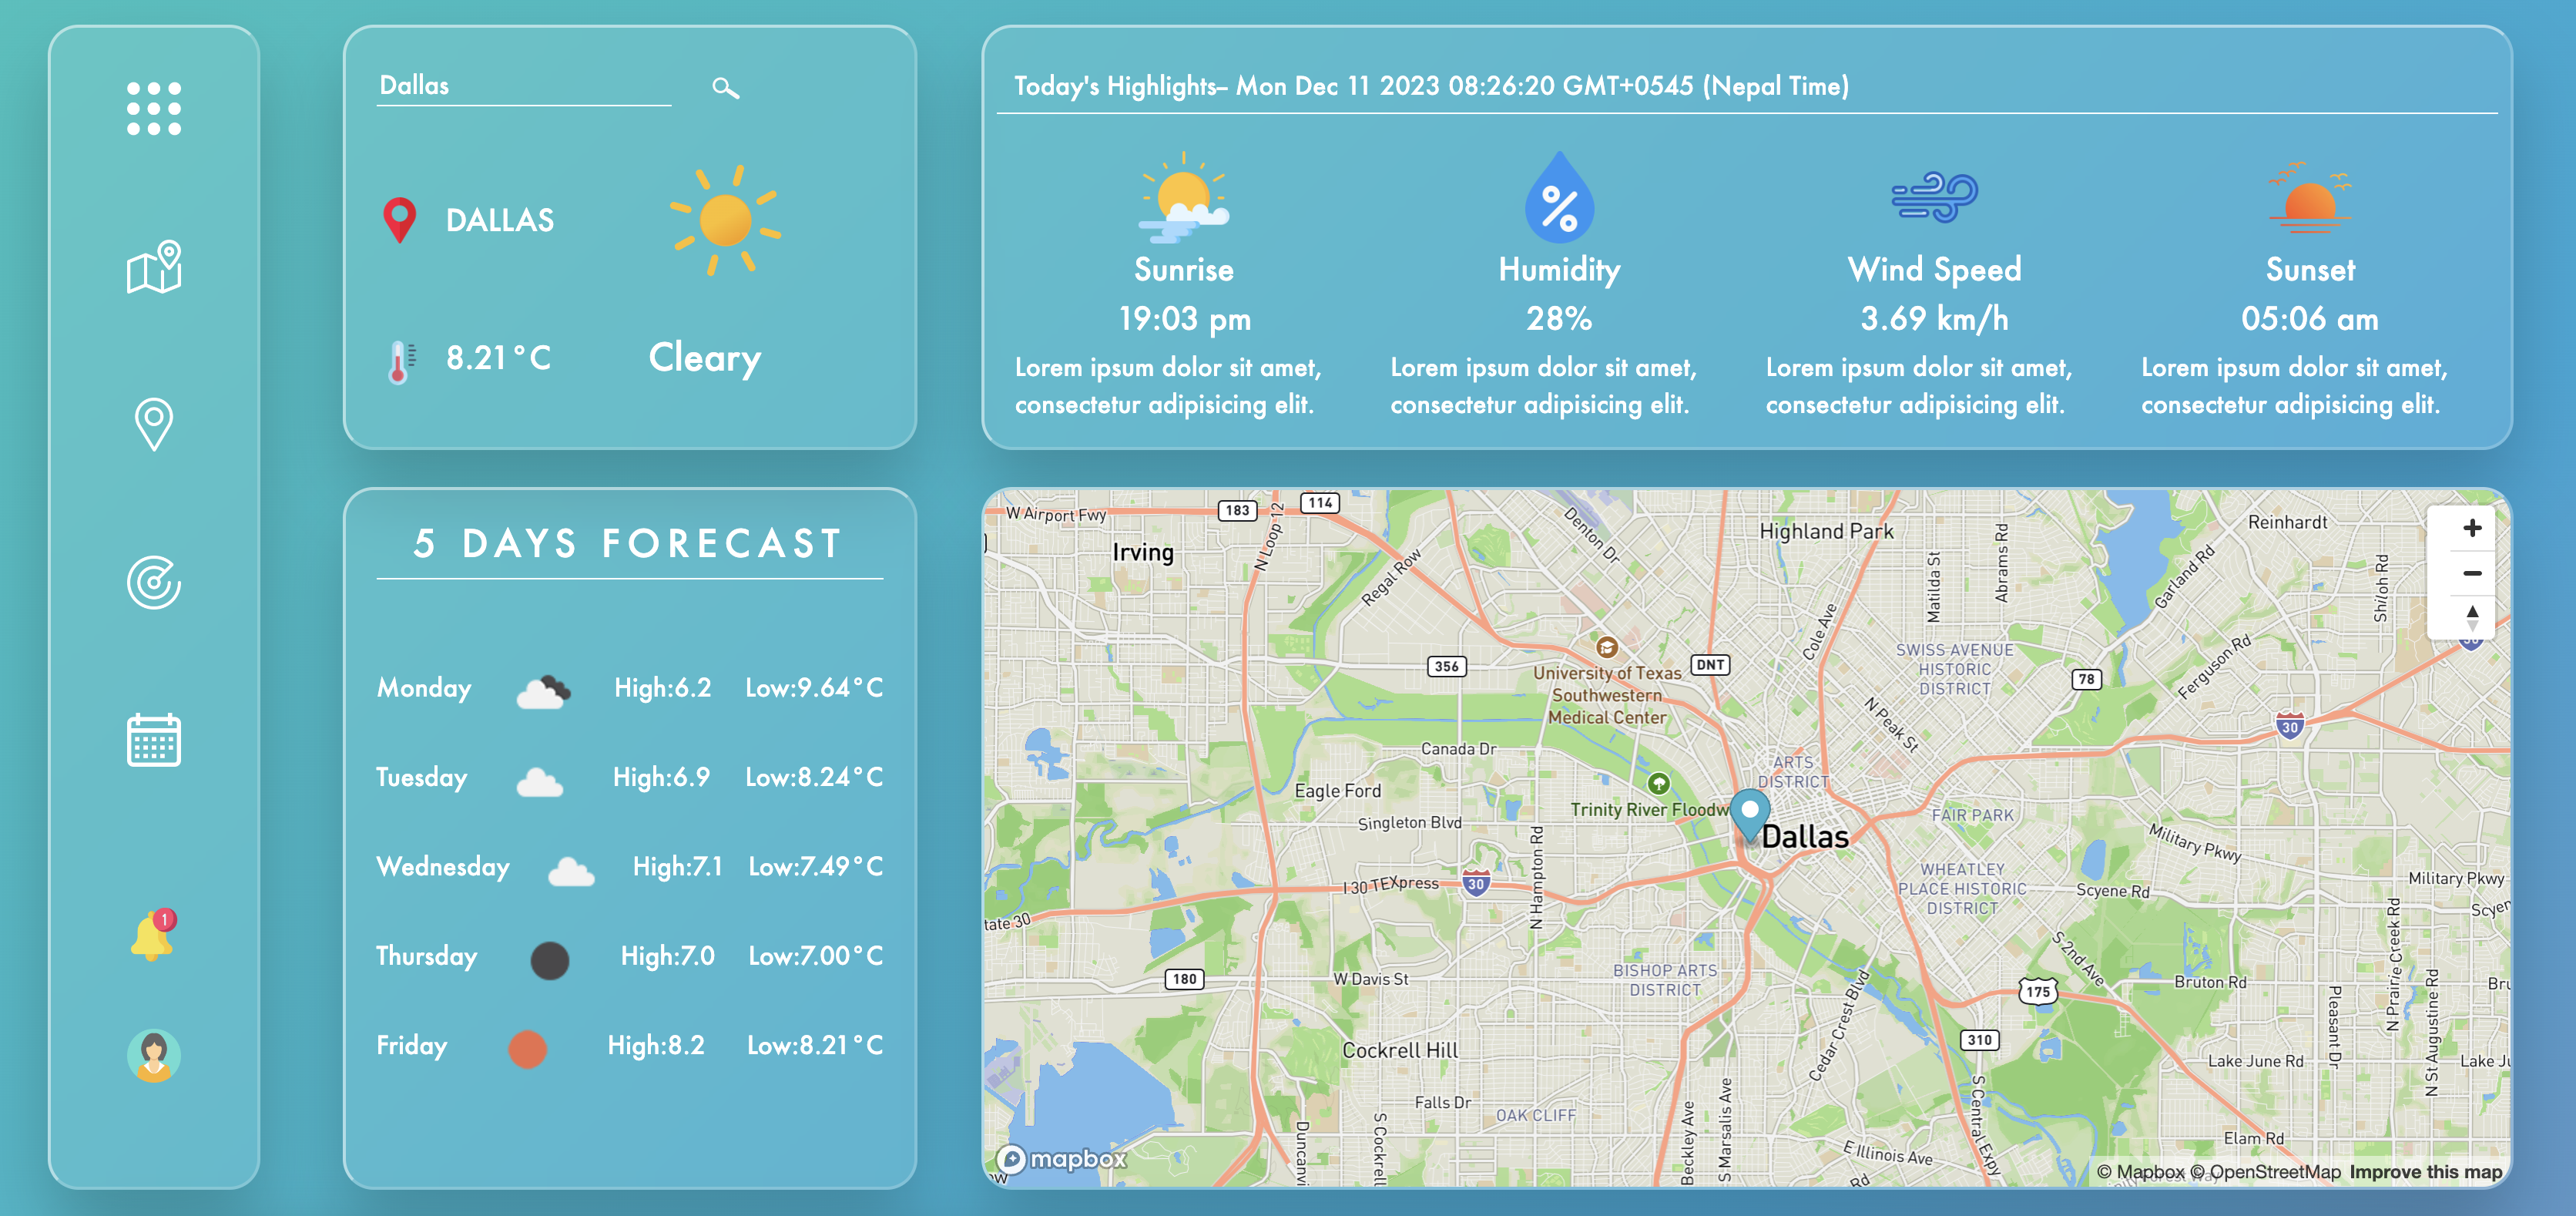 Dallas
DALLAS
8.21°C
Cleary
Today's Highlights– Mon Dec 11 2023 08:26:20 GMT+0545 (Nepal Time)
Sunrise
19:03 pm
Lorem ipsum dolor sit amet,
consectetur adipisicing elit.
Humidity
28%
Lorem ipsum dolor sit amet,
consectetur adipisicing elit.
Wind Speed
3.69 km/h
Lorem ipsum dolor sit amet,
consectetur adipisicing elit.
Sunset
05:06 am
Lorem ipsum dolor sit amet,
consectetur adipisicing elit.
1
5 DAYS FORECAST
Monday High:6.2 Low:9.64°C
Tuesday High:6.9 Low:8.24°C
Wednesday High:7.1 Low:7.49°C
Thursday High:7.0 Low:7.00°C
Friday High:8.2 Low:8.21°C
W Airport Fwy
183
114
N Loop 12
Irving
Regal Row
Denton Dr
Highland Park
Matilda St
Abrams Rd
Reinhardt
Garland Rd
Shiloh Rd
Cole Ave
356
University of Texas
Southwestern
Medical Center
DNT
SWISS AVENUE
HISTORIC
DISTRICT
78
Ferguson Rd
30
N Peak St
Canada Dr
ARTS
DISTRICT
Eagle Ford
Trinity River Floodw
Singleton Blvd
Dallas
FAIR PARK
Military Pkwy
I 30 TEXpress
30
N Hampton Rd
WHEATLEY
PLACE HISTORIC
DISTRICT
Scyene Rd
Military Pkwy
Scyen
tate 30
180
W Davis St
BISHOP ARTS
DISTRICT
S 2nd Ave
175
Bruton Rd
Bru
N Prairie Creek Rd
N St Augustine Rd
Pleasant Dr
Cedar Crest Blvd
310
Cockrell Hill
Lake June Rd
Lake Ju
Falls Dr
OAK CLIFF
S Cockrell
Duncanvi
Beckley Ave
S Marsalis Ave
S Central Expy
E Illinois Ave
Rd
Elam Rd
mapbox
ow
© Mapbox © OpenStreetMap Improve this map